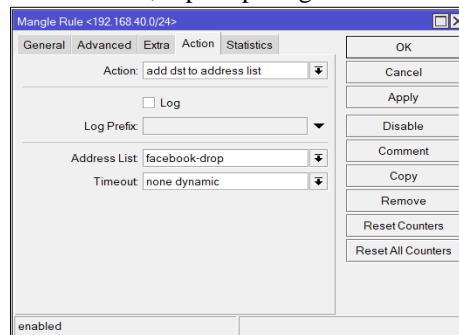 Mangle Rule <192.168.40.0/24>
General Advanced Extra Action Statistics
Action: add dst to address list
Log
Log Prefix:
Address List: facebook-drop
Timeout: none dynamic
OK
Cancel
Apply
Disable
Comment
Copy
Remove
Reset Counters
Reset All Counters
enabled